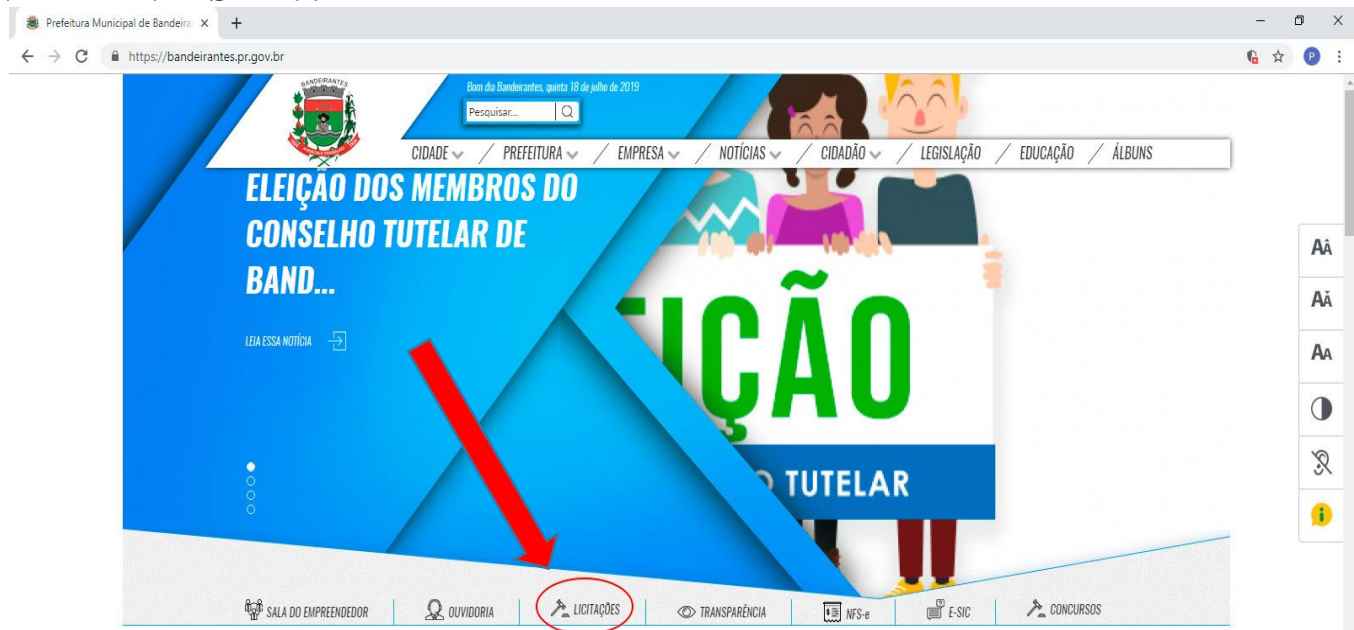 Prefeitura Municipal de Bandeira
https://bandeirantes.pr.gov.br
P
BANDEIRANTES
Bom dia Bandeirantes, quinta 18 de julho de 2019
Pesquisar...
CIDADE / PREFEITURA / EMPRESA / NOTÍCIAS / CIDADÃO / LEGISLAÇÃO / EDUCAÇÃO / ÁLBUNS
ELEIÇÃO DOS MEMBROS DO
CONSELHO TUTELAR DE
BAND...
LEIA ESSA NOTÍCIA
IÇÃO
TUTELAR
AÂ
AǍ
AA
i
SALA DO EMPREENDEDOR
OUVIDORIA
LICITAÇÕES
TRANSPARÊNCIA
NFS-e
E-SIC
CONCURSOS